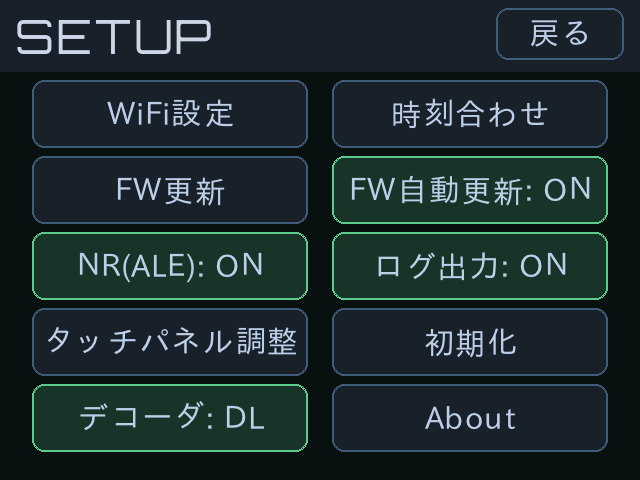 SETUP
戻る
WiFi設定
時刻合わせ
FW更新
FW自動更新: ON
NR(ALE): ON
ログ出力: ON
タッチパネル調整
初期化
デコーダ: DL
About